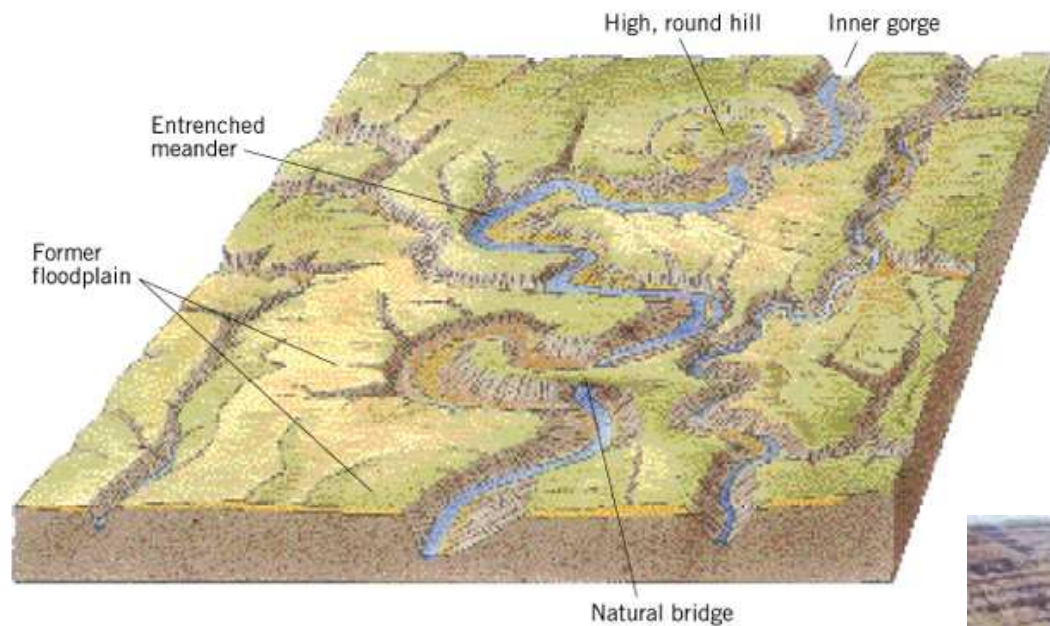 High, round hill
Inner gorge
Entrenched
meander
Former
floodplain
Natural bridge